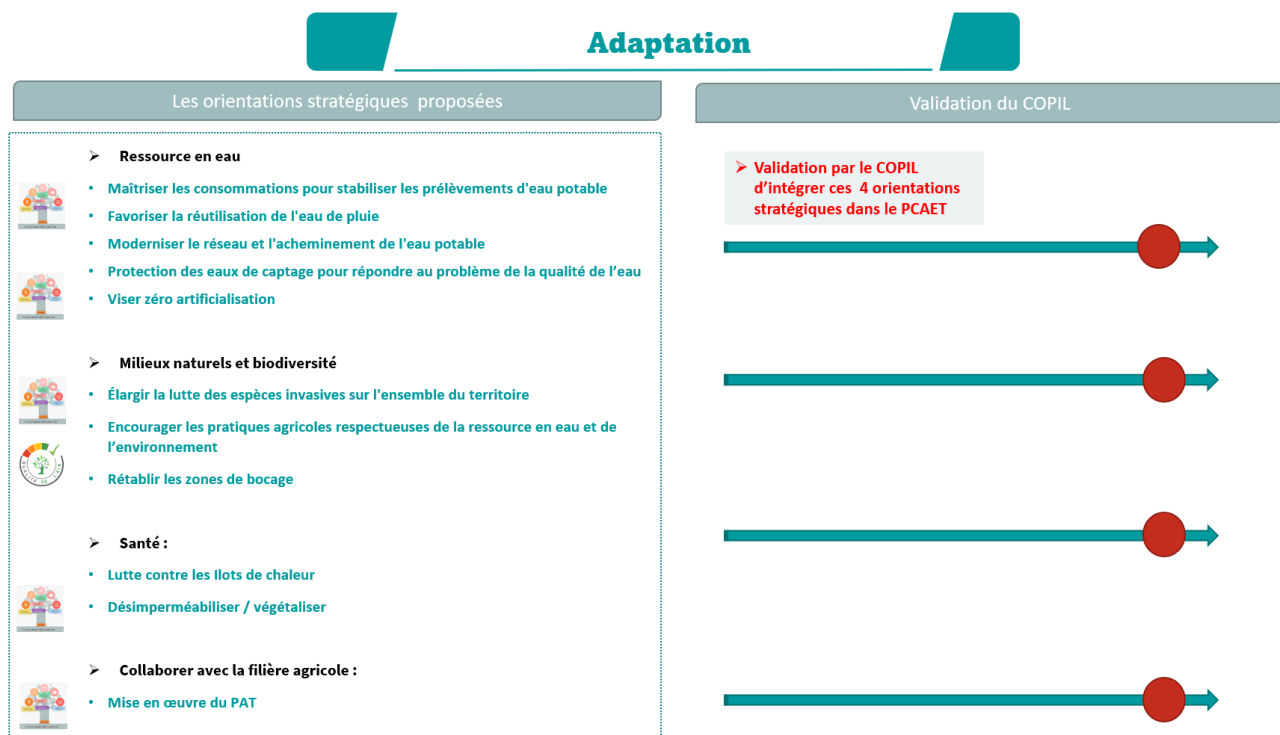 Adaptation
Les orientations stratégiques proposées
Ressource en eau
Maîtriser les consommations pour stabiliser les prélèvements d'eau potable
Favoriser la réutilisation de l'eau de pluie
Moderniser le réseau et l'acheminement de l'eau potable
Protection des eaux de captage pour répondre au problème de la qualité de l’eau
Viser zéro artificialisation
Milieux naturels et biodiversité
Élargir la lutte des espèces invasives sur l'ensemble du territoire
Encourager les pratiques agricoles respectueuses de la ressource en eau et de
l’environnement
Rétablir les zones de bocage
QUALITÉ DE L'AIR
Santé :
Lutte contre les Ilots de chaleur
Désimperméabiliser / végétaliser
Collaborer avec la filière agricole :
Mise en œuvre du PAT
Validation du COPIL
Validation par le COPIL
d’intégrer ces 4 orientations
stratégiques dans le PCAET